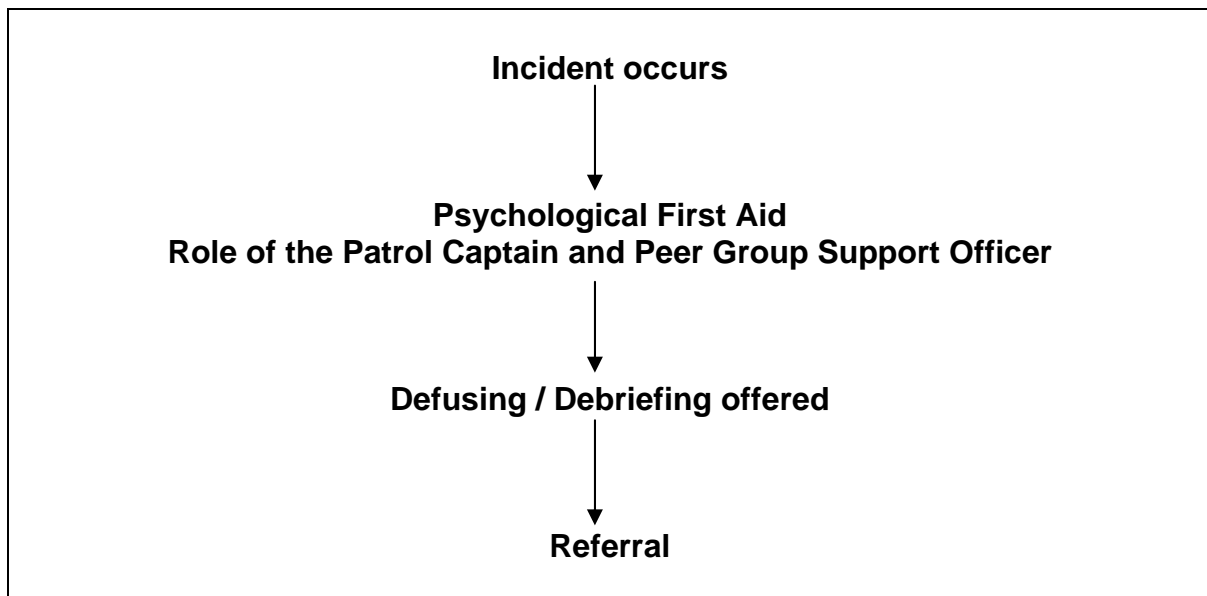 Incident occurs
Psychological First Aid
Role of the Patrol Captain and Peer Group Support Officer
Defusing / Debriefing offered
Referral